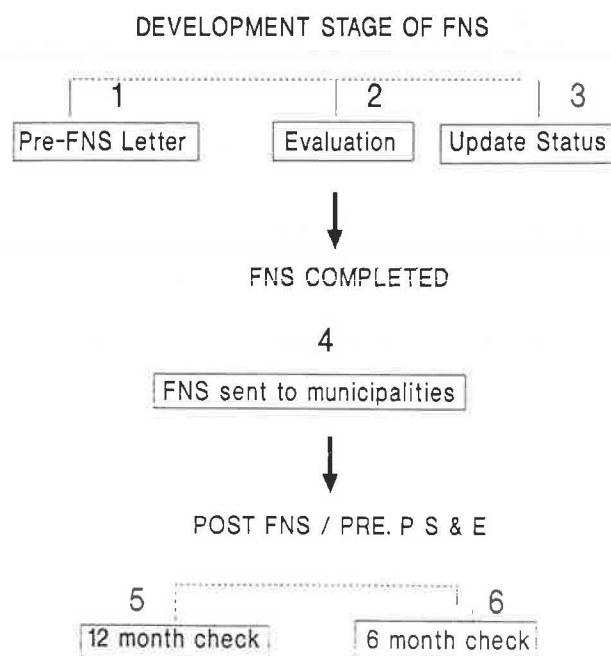 DEVELOPMENT STAGE OF FNS
1 2 3
Pre-FNS Letter Evaluation Update Status
FNS COMPLETED
4
FNS sent to municipalities
POST FNS / PRE. P S & E
5 6
12 month check 6 month check